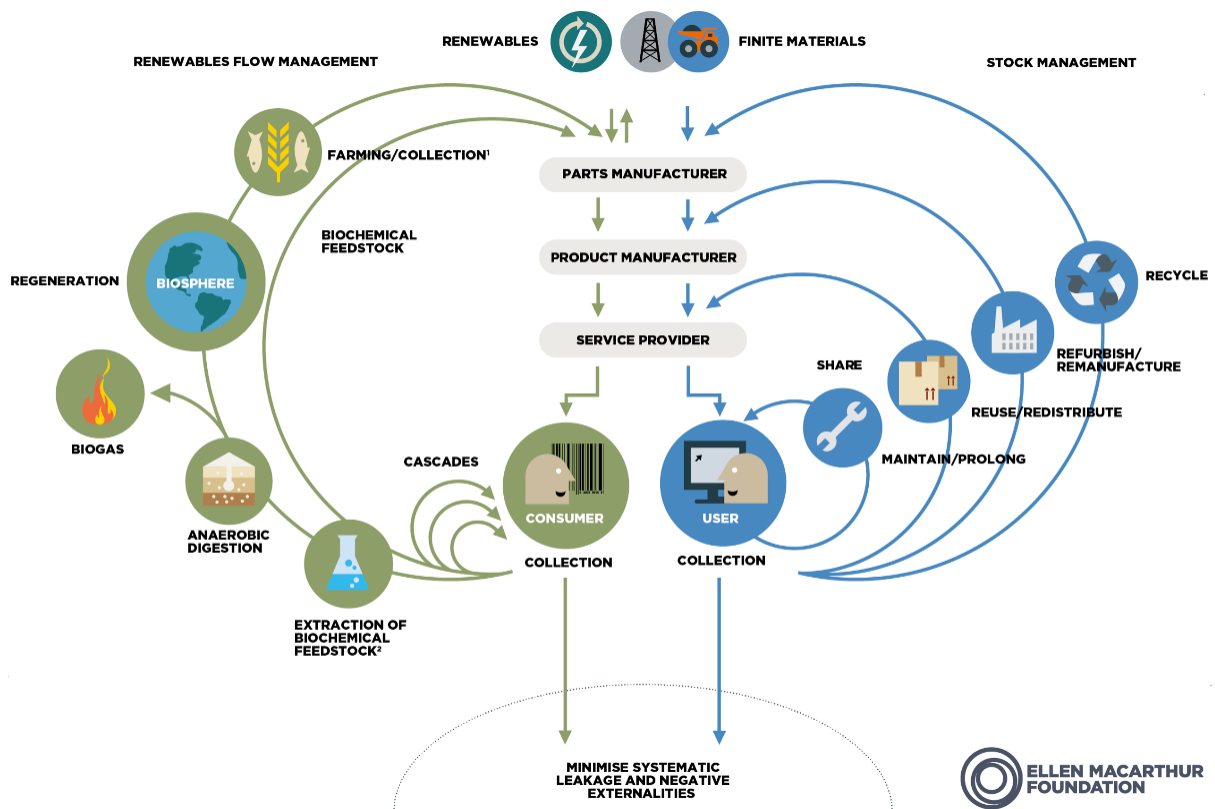 RENEWABLES
FINITE MATERIALS
RENEWABLES FLOW MANAGEMENT
STOCK MANAGEMENT
FARMING/COLLECTION¹
PARTS MANUFACTURER
BIOCHEMICAL
FEEDSTOCK
PRODUCT MANUFACTURER
REGENERATION
BIOSPHERE
RECYCLE
SERVICE PROVIDER
SHARE
REFURBISH/
REMANUFACTURE
REUSE/REDISTRIBUTE
BIOGAS
CASCADES
MAINTAIN/PROLONG
CONSUMER
USER
ANAEROBIC
DIGESTION
COLLECTION
COLLECTION
EXTRACTION OF
BIOCHEMICAL
FEEDSTOCK²
MINIMISE SYSTEMATIC
LEAKAGE AND NEGATIVE
EXTERNALITIES
ELLEN MACARTHUR
FOUNDATION